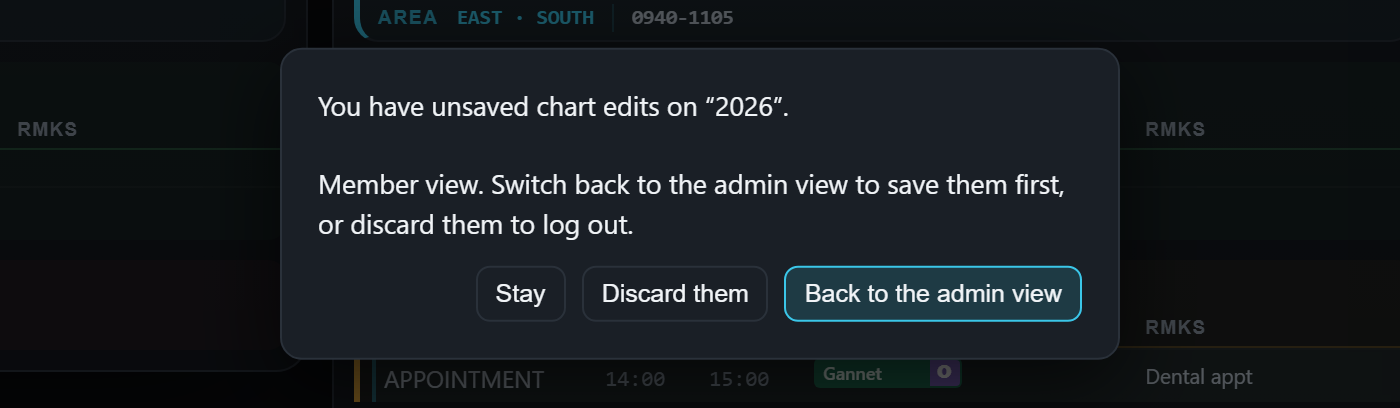 AREA EAST · SOUTH 0940-1105
RMKS RMKS
You have unsaved chart edits on “2026”.
Member view. Switch back to the admin view to save them first,
or discard them to log out.
Stay Discard them Back to the admin view
RMKS
APPOINTMENT 14:00 15:00 Gannet O Dental appt